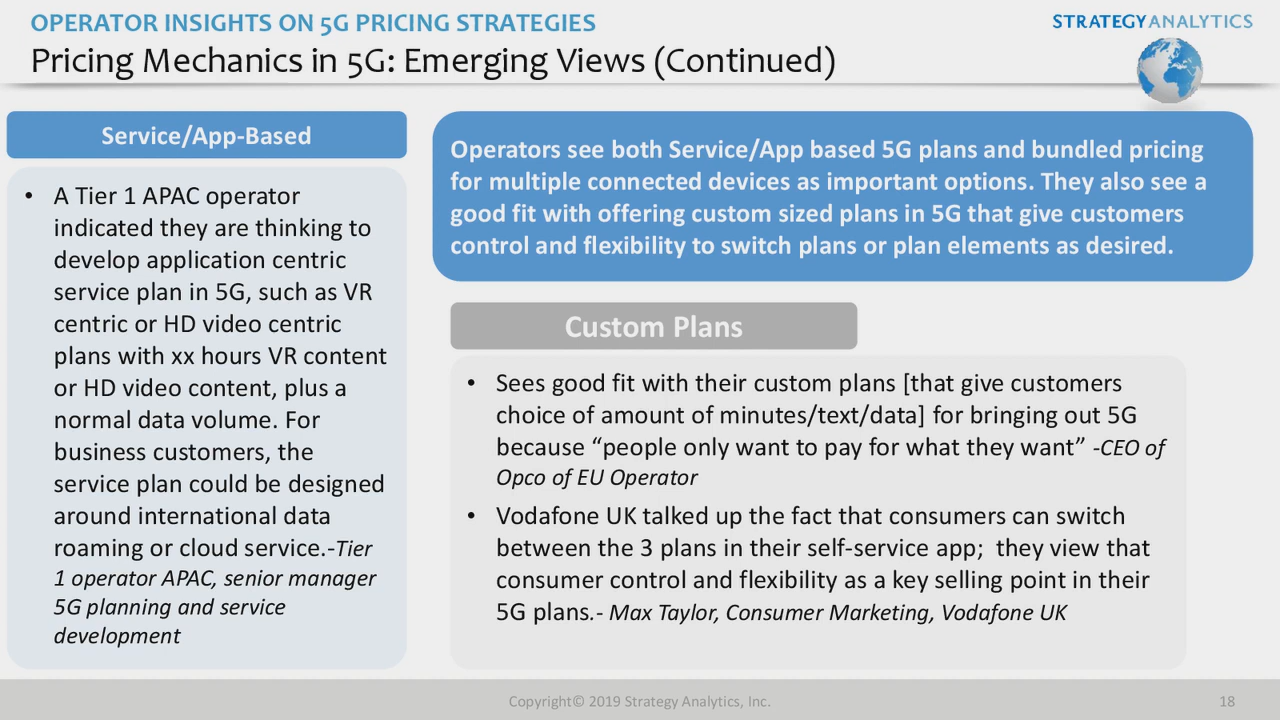 OPERATOR INSIGHTS ON 5G PRICING STRATEGIES
STRATEGYANALYTICS
Pricing Mechanics in 5G: Emerging Views (Continued)
Service/App-Based
• A Tier 1 APAC operator
indicated they are thinking to
develop application centric
service plan in 5G, such as VR
centric or HD video centric
plans with xx hours VR content
or HD video content, plus a
normal data volume. For
business customers, the
service plan could be designed
around international data
roaming or cloud service.-Tier
1 operator APAC, senior manager
5G planning and service
development
Operators see both Service/App based 5G plans and bundled pricing
for multiple connected devices as important options. They also see a
good fit with offering custom sized plans in 5G that give customers
control and flexibility to switch plans or plan elements as desired.
Custom Plans
• Sees good fit with their custom plans [that give customers
choice of amount of minutes/text/data] for bringing out 5G
because “people only want to pay for what they want” -CEO of
Opco of EU Operator
• Vodafone UK talked up the fact that consumers can switch
between the 3 plans in their self-service app;  they view that
consumer control and flexibility as a key selling point in their
5G plans.- Max Taylor, Consumer Marketing, Vodafone UK
Copyright© 2019 Strategy Analytics, Inc.
18